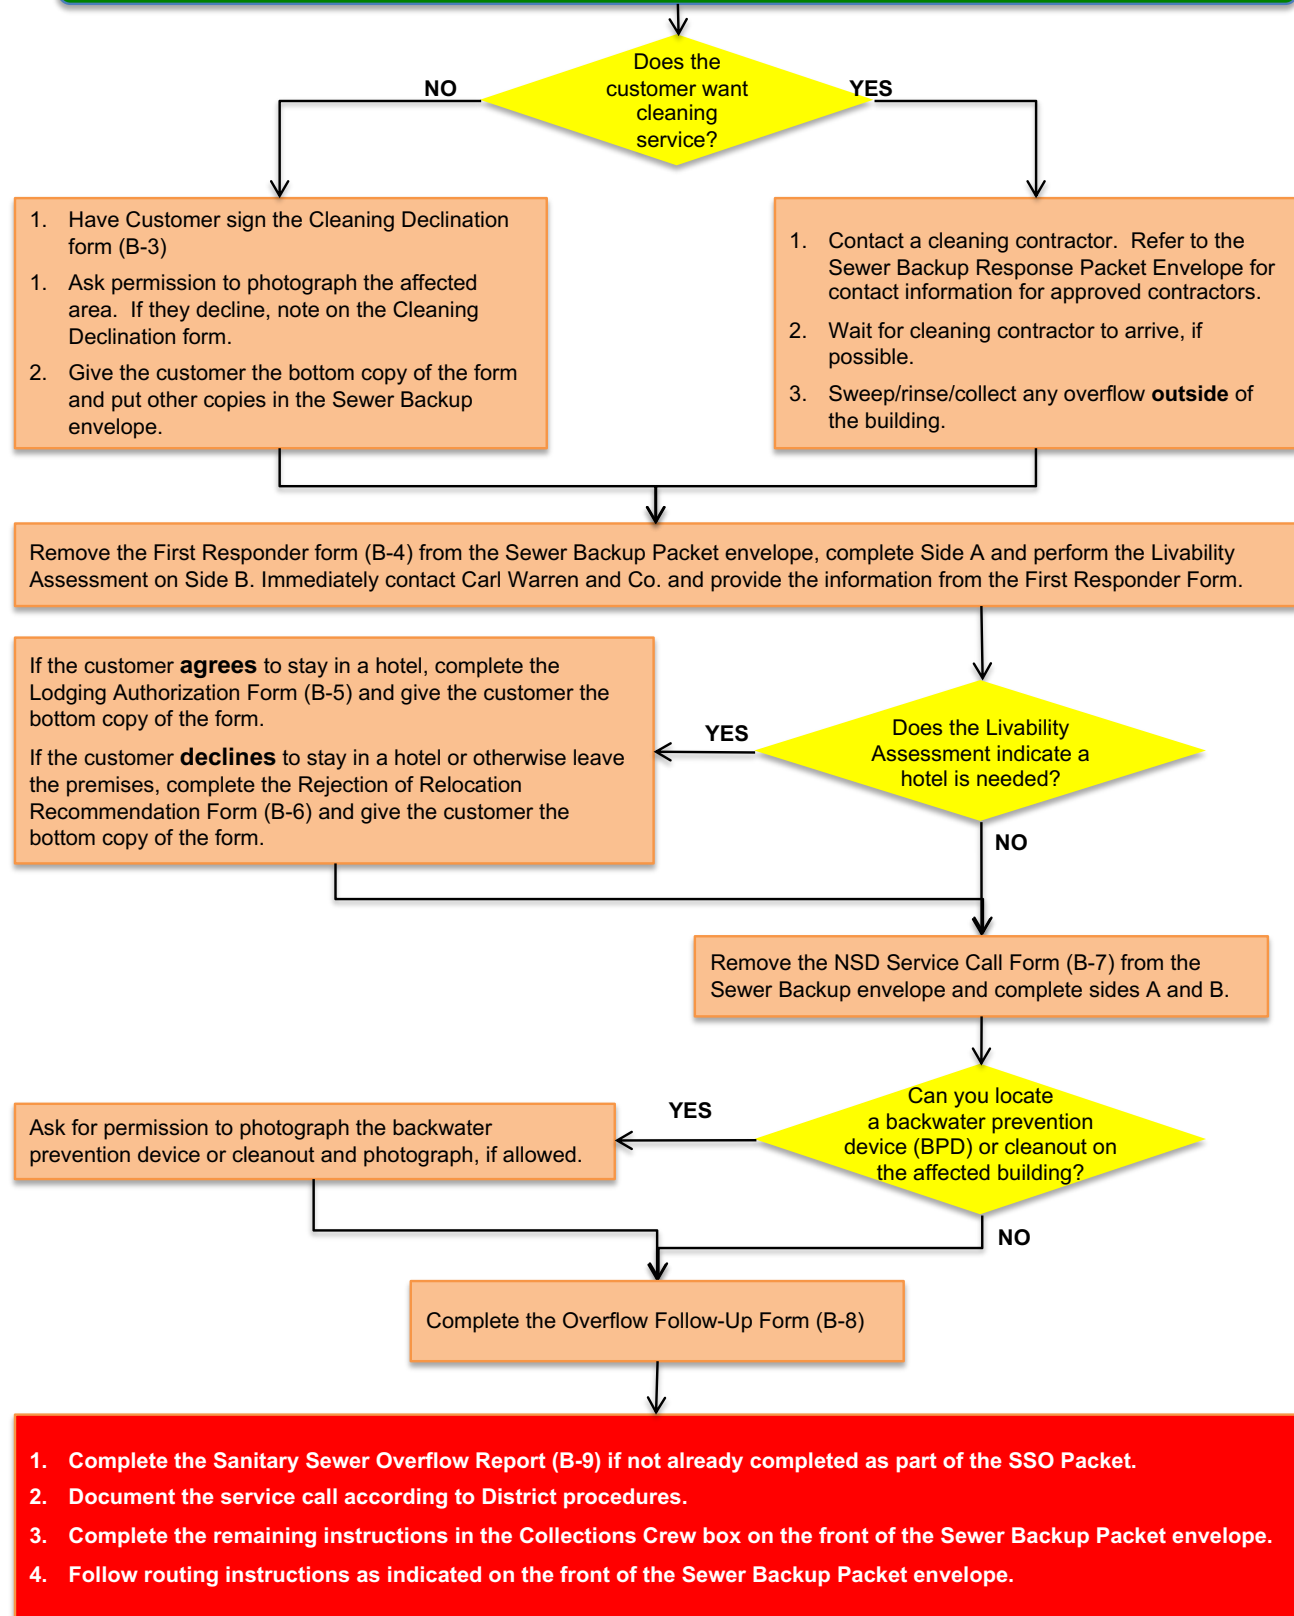 Does the
customer want
cleaning
service?
NO
YES
1. Have Customer sign the Cleaning Declination
form (B-3)
1. Ask permission to photograph the affected
area. If they decline, note on the Cleaning
Declination form.
2. Give the customer the bottom copy of the form
and put other copies in the Sewer Backup
envelope.
1. Contact a cleaning contractor. Refer to the
Sewer Backup Response Packet Envelope for
contact information for approved contractors.
2. Wait for cleaning contractor to arrive, if
possible.
3. Sweep/rinse/collect any overflow outside of
the building.
Remove the First Responder form (B-4) from the Sewer Backup Packet envelope, complete Side A and perform the Livability
Assessment on Side B. Immediately contact Carl Warren and Co. and provide the information from the First Responder Form.
If the customer agrees to stay in a hotel, complete the
Lodging Authorization Form (B-5) and give the customer the
bottom copy of the form.
If the customer declines to stay in a hotel or otherwise leave
the premises, complete the Rejection of Relocation
Recommendation Form (B-6) and give the customer the
bottom copy of the form.
YES
Does the Livability
Assessment indicate a
hotel is needed?
NO
Remove the NSD Service Call Form (B-7) from the
Sewer Backup envelope and complete sides A and B.
Can you locate
a backwater prevention
device (BPD) or cleanout on
the affected building?
YES
Ask for permission to photograph the backwater
prevention device or cleanout and photograph, if allowed.
NO
Complete the Overflow Follow-Up Form (B-8)
1. Complete the Sanitary Sewer Overflow Report (B-9) if not already completed as part of the SSO Packet.
2. Document the service call according to District procedures.
3. Complete the remaining instructions in the Collections Crew box on the front of the Sewer Backup Packet envelope.
4. Follow routing instructions as indicated on the front of the Sewer Backup Packet envelope.